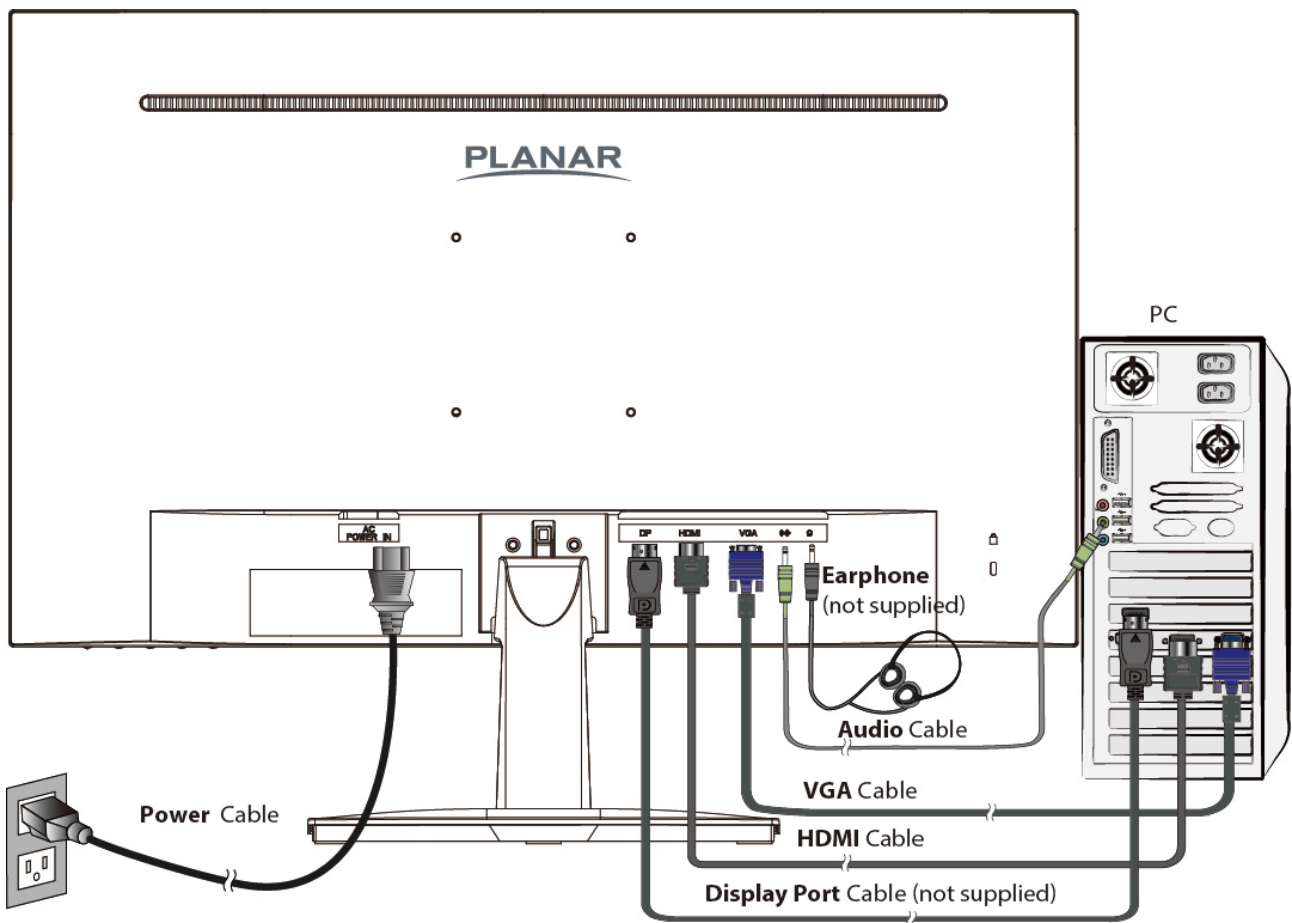 PLANAR
PC
AC
POWER IN
DP
HDMI
VGA
Earphone
(not supplied)
Audio Cable
VGA Cable
Power Cable
HDMI Cable
Display Port Cable (not supplied)